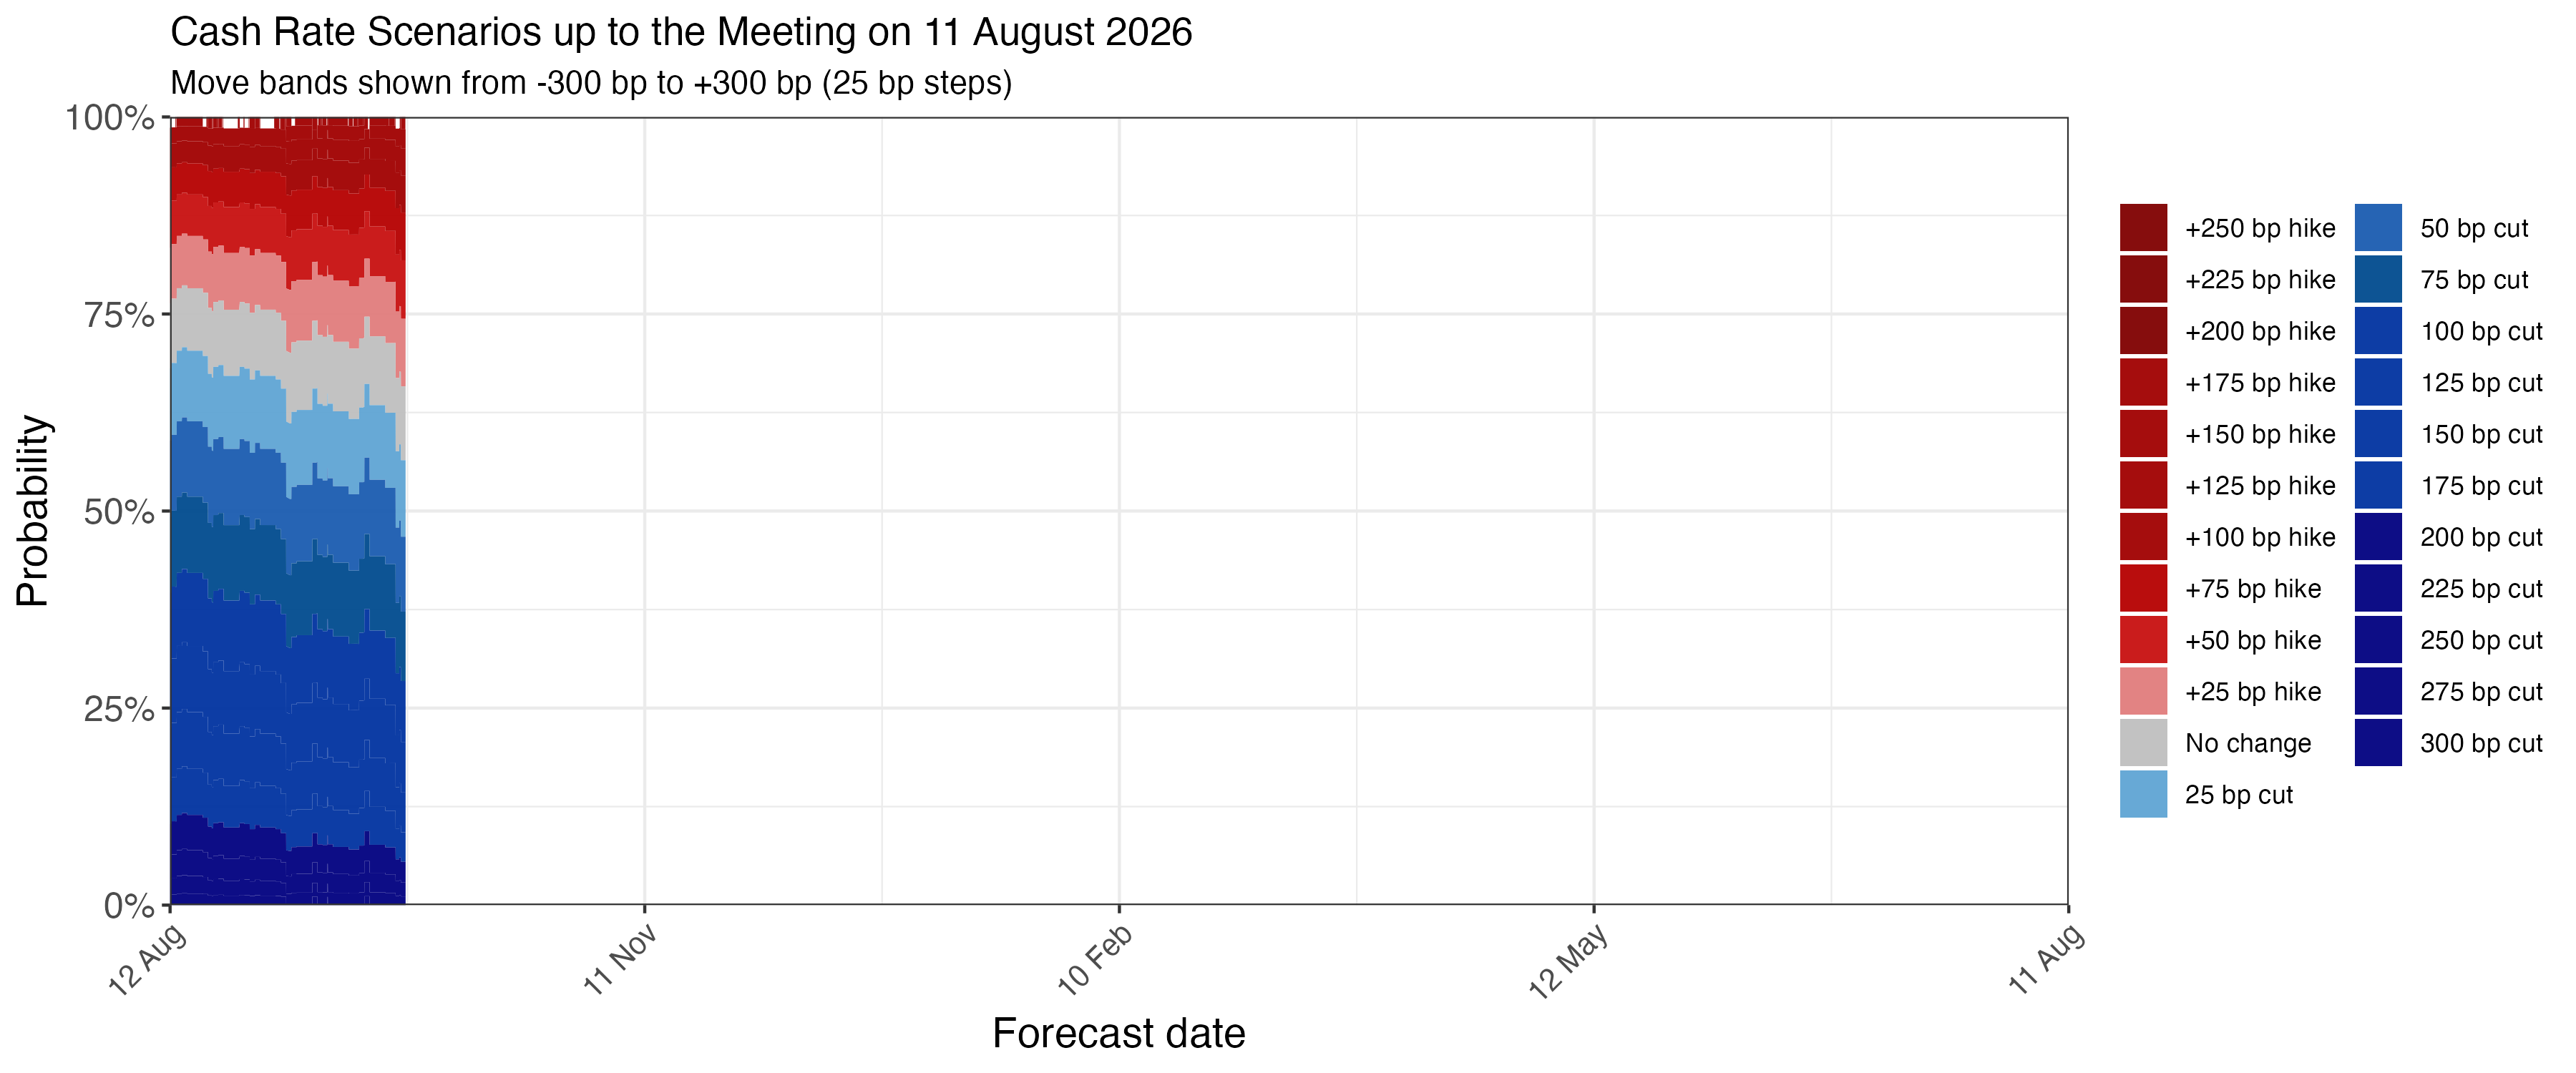 Cash Rate Scenarios up to the Meeting on 11 August 2026
Move bands shown from -300 bp to +300 bp (25 bp steps)
Probability
100%
75%
50%
25%
0%
12 Aug
11 Nov
10 Feb
12 May
11 Aug
Forecast date
+250 bp hike
+225 bp hike
+200 bp hike
+175 bp hike
+150 bp hike
+125 bp hike
+100 bp hike
+75 bp hike
+50 bp hike
+25 bp hike
No change
25 bp cut
50 bp cut
75 bp cut
100 bp cut
125 bp cut
150 bp cut
175 bp cut
200 bp cut
225 bp cut
250 bp cut
275 bp cut
300 bp cut